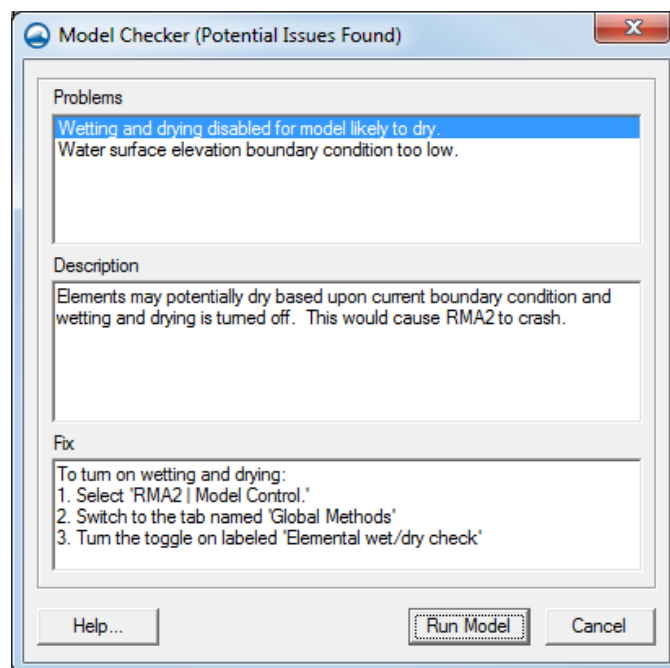 Model Checker (Potential Issues Found)
Problems
Wetting and drying disabled for model likely to dry.
Water surface elevation boundary condition too low.
Description
Elements may potentially dry based upon current boundary condition and
wetting and drying is turned off.  This would cause RMA2 to crash.
Fix
To turn on wetting and drying:
1. Select 'RMA2 | Model Control.'
2. Switch to the tab named 'Global Methods'
3. Turn the toggle on labeled 'Elemental wet/dry check'
Help...
Run Model
Cancel